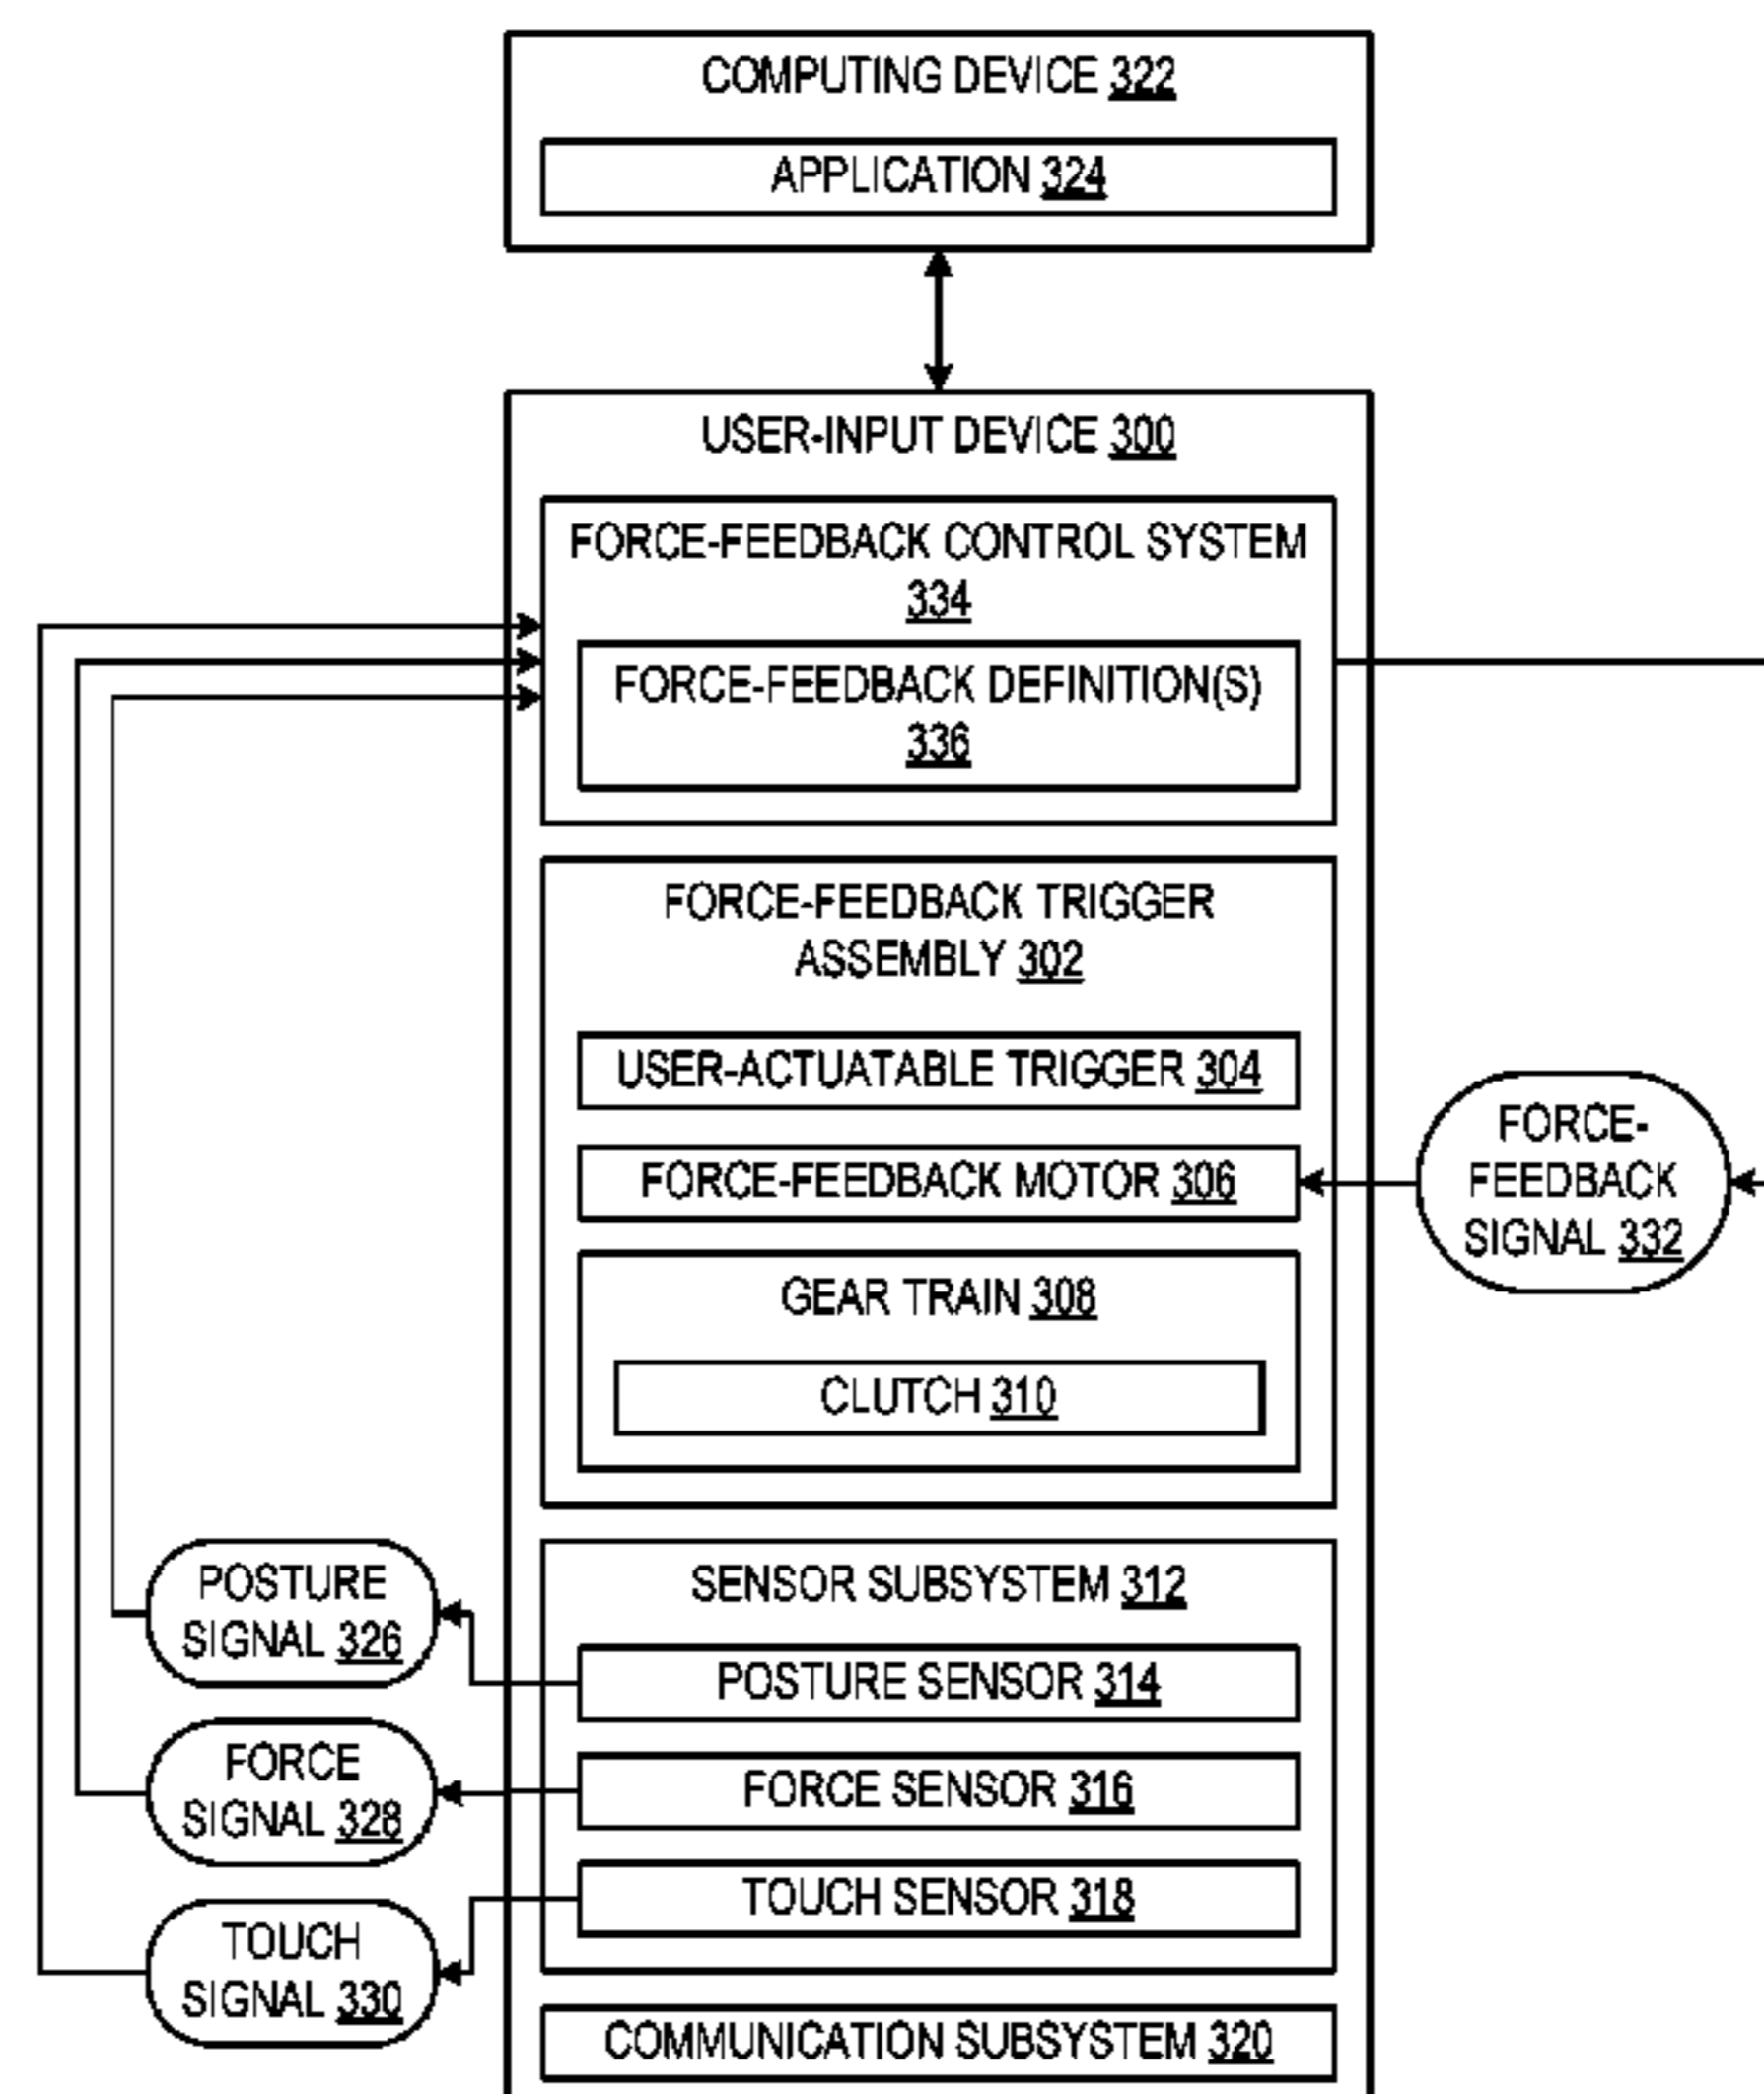 COMPUTING DEVICE 322
APPLICATION 324
USER-INPUT DEVICE 300
FORCE-FEEDBACK CONTROL SYSTEM
334
FORCE-FEEDBACK DEFINITION(S)
336
FORCE-FEEDBACK TRIGGER
ASSEMBLY 302
USER-ACTUATABLE TRIGGER 304
FORCE-FEEDBACK MOTOR 306
FORCE-
FEEDBACK
SIGNAL 332
GEAR TRAIN 308
CLUTCH 310
SENSOR SUBSYSTEM 312
POSTURE
SIGNAL 326
POSTURE SENSOR 314
FORCE
SIGNAL 328
FORCE SENSOR 316
TOUCH
SIGNAL 330
TOUCH SENSOR 318
COMMUNICATION SUBSYSTEM 320